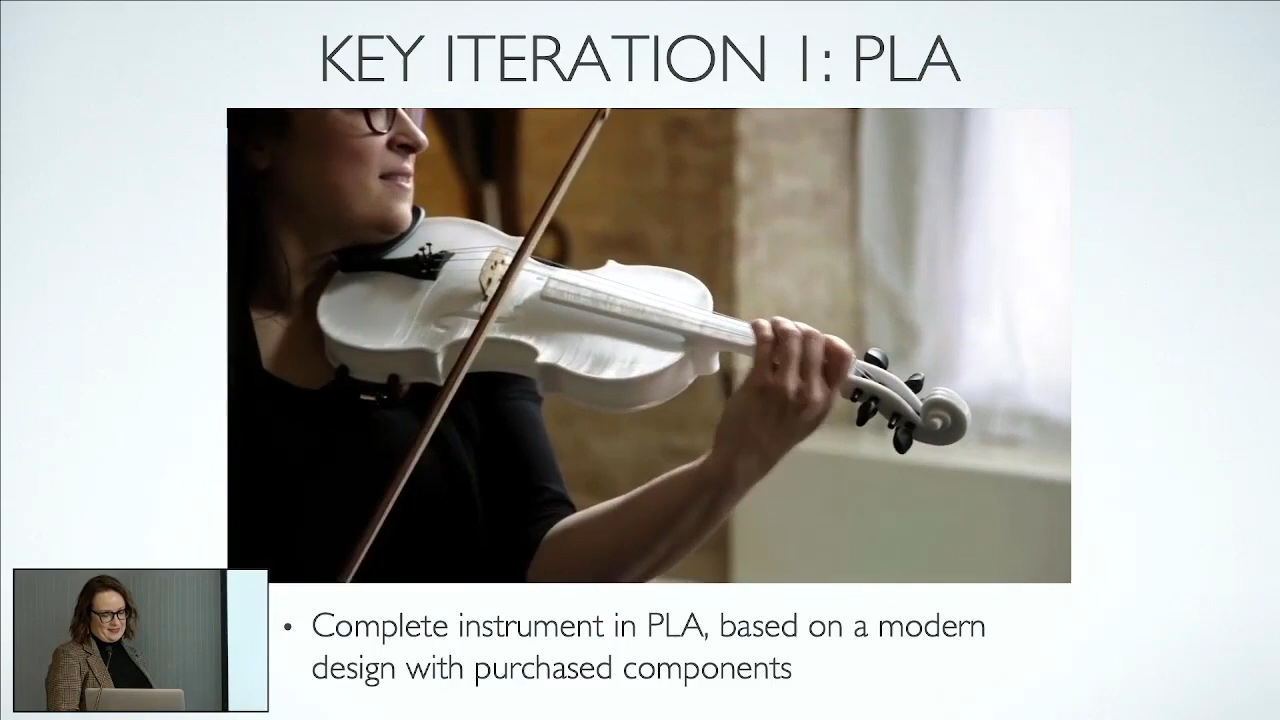 KEY ITERATION 1: PLA
• Complete instrument in PLA, based on a modern
design with purchased components